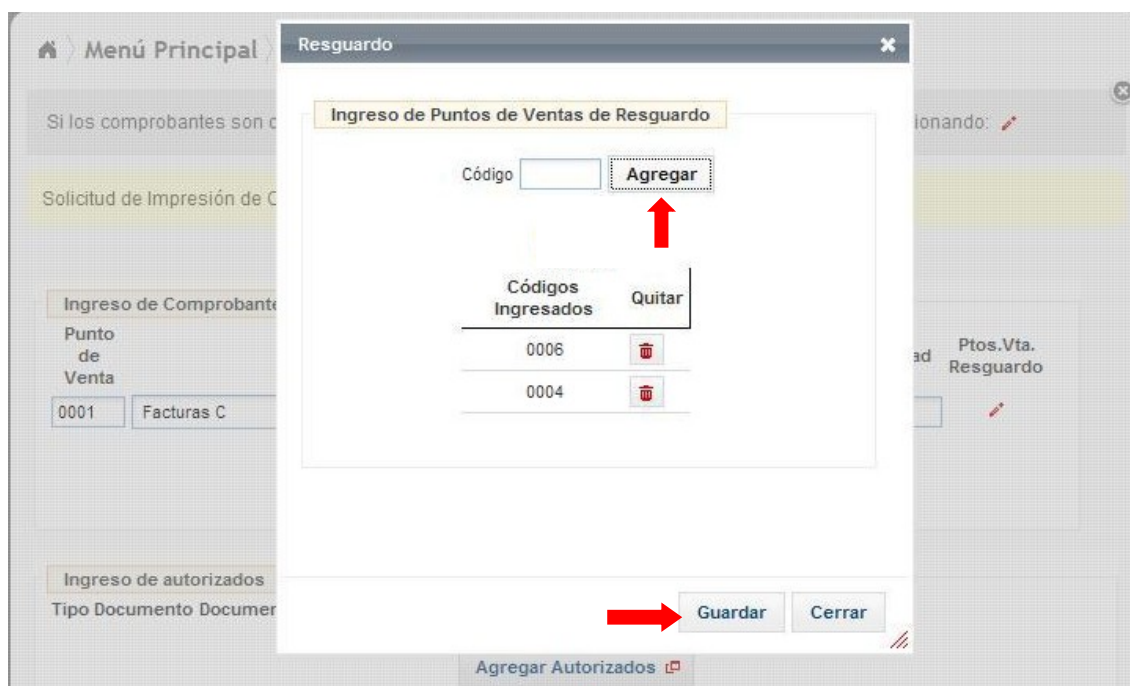 Menú Principal
Resguardo
Si los comprobantes son
ionando:
Ingreso de Puntos de Ventas de Resguardo
Código
Agregar
Solicitud de Impresión de
Códigos
Ingresados
Quitar
0006
0004
Ingreso de Comprobante
Punto
de
Venta
ad
Ptos.Vta.
Resguardo
0001
Facturas C
Ingreso de autorizados
Tipo Documento Documen
Guardar
Cerrar
Agregar Autorizados